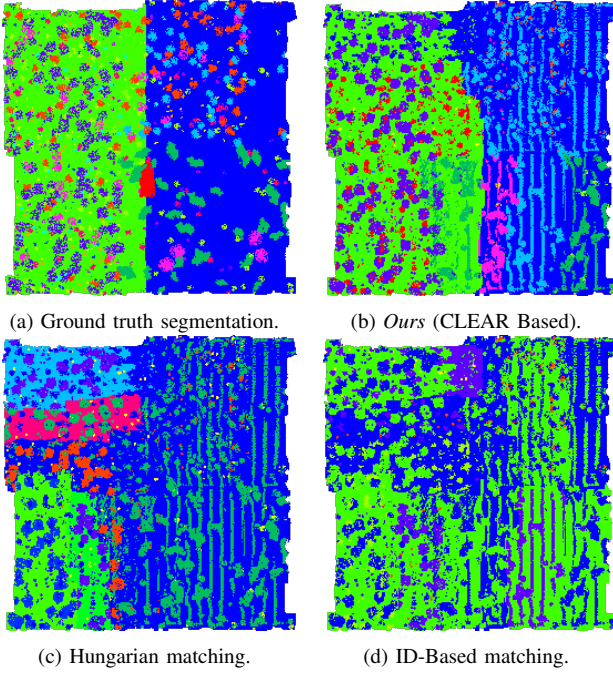 (a) Ground truth segmentation.
(b) Ours (CLEAR Based).
(c) Hungarian matching.
(d) ID-Based matching.